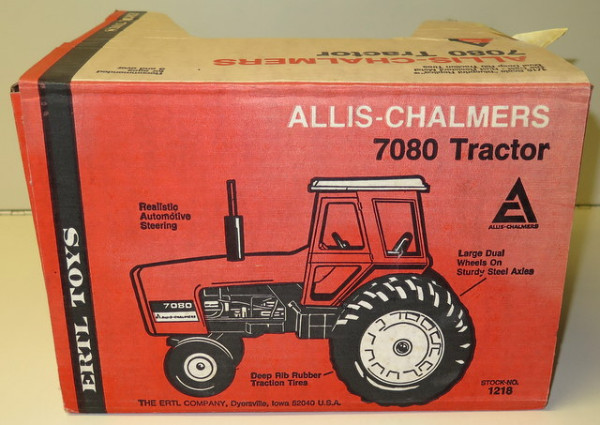 ALLIS-CHALMERS
7080 Tractor
ALLIS-CHALMERS
7080 Tractor
Realistic
Automotive
Steering
ALLIS-CHALMERS
Large Dual
Wheels On
Sturdy Steel Axles
7080
ALLIS-CHALMERS
Deep Rib Rubber
Traction Tires
STOCK NO.
1218
THE ERTL COMPANY, Dyersville, Iowa 52040 U.S.A.
ERTL TOYS